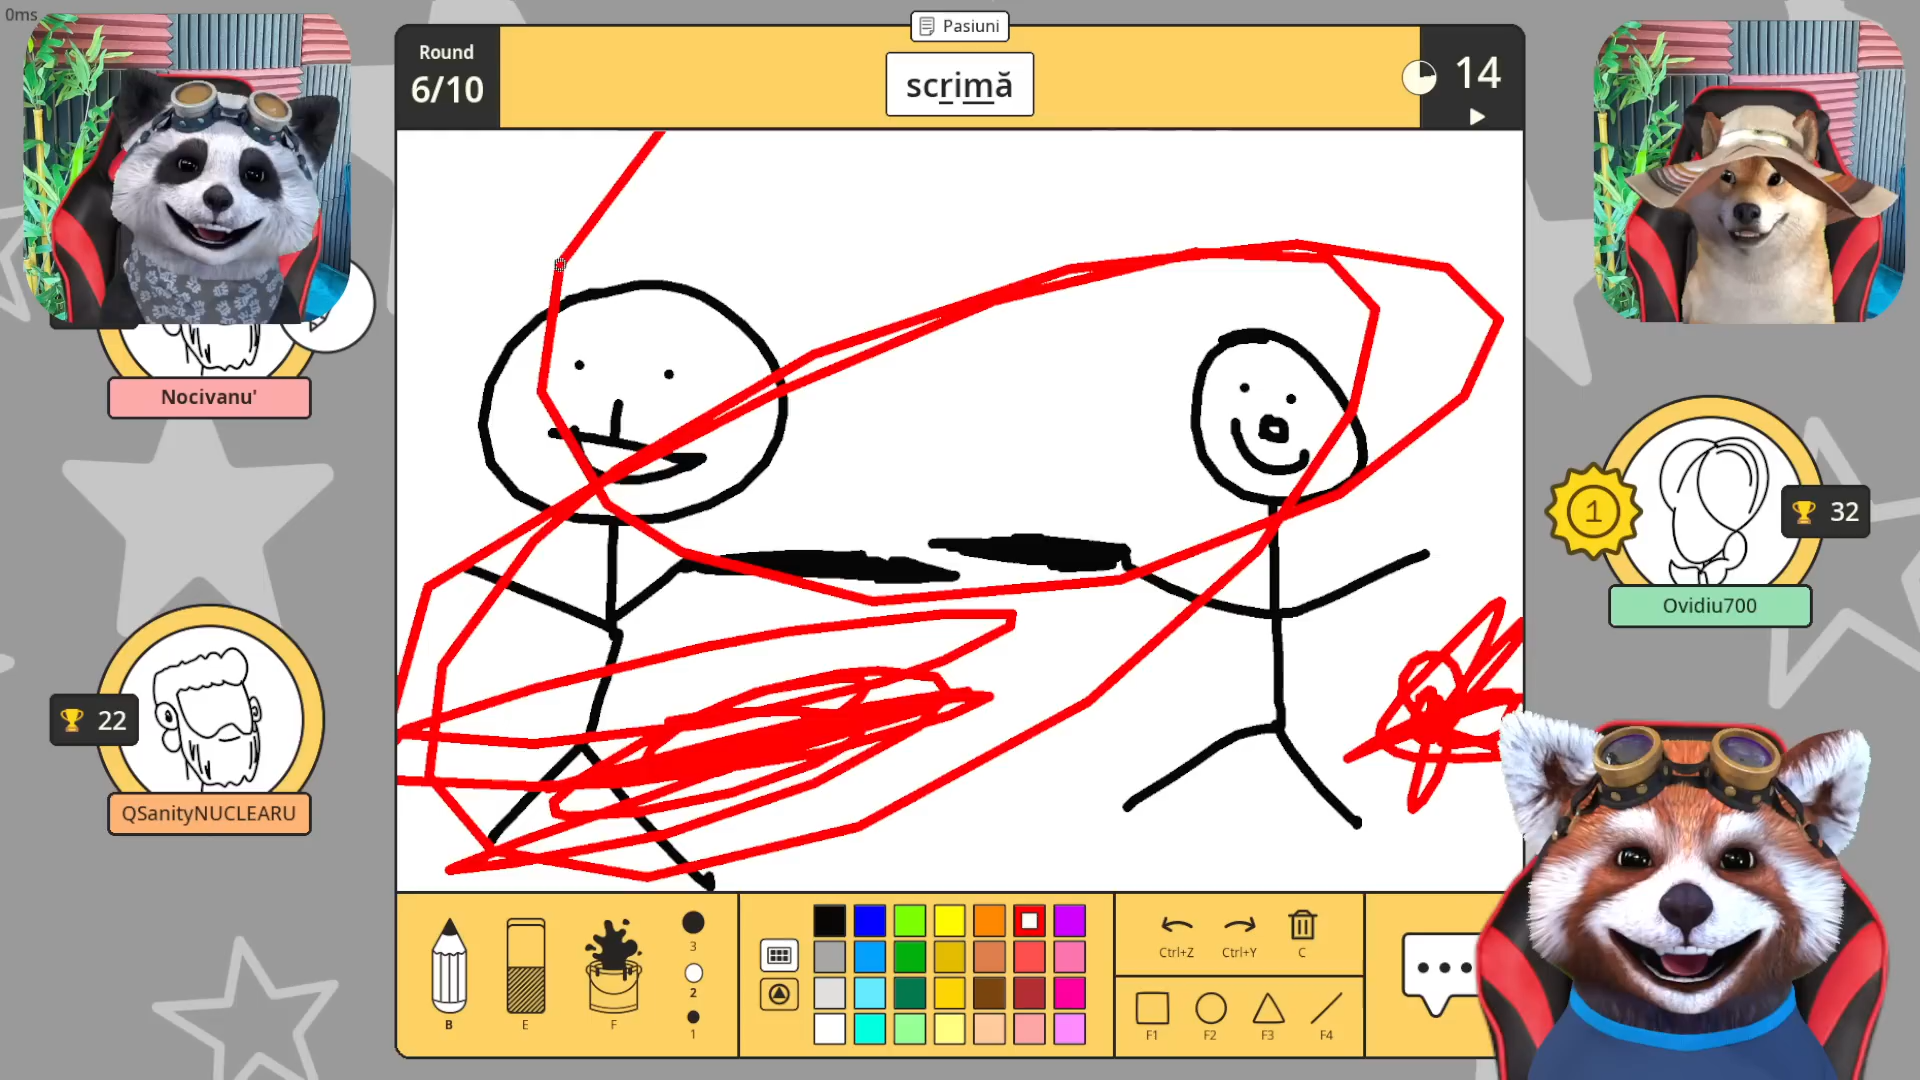 0ms
Pasiuni
Round
6/10
scrimă
14
Nocivanu'
1
32
Ovidiu700
22
QSanityNUCLEARU
B
E
F
3
2
1
Ctrl+Z
Ctrl+Y
C
F1
F2
F3
F4